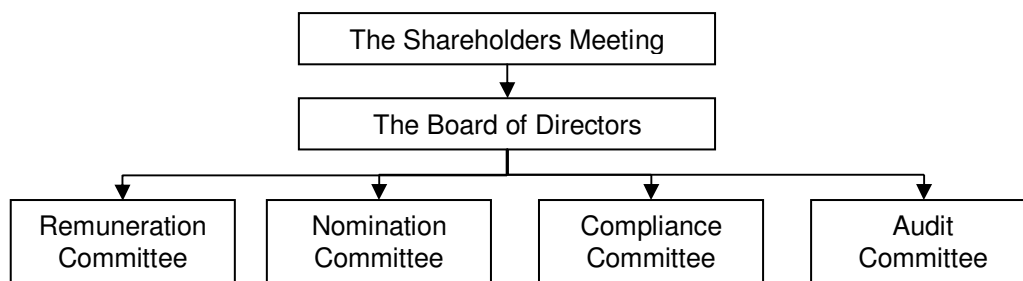 The Shareholders Meeting
The Board of Directors
Remuneration
Committee
Nomination
Committee
Compliance
Committee
Audit
Committee